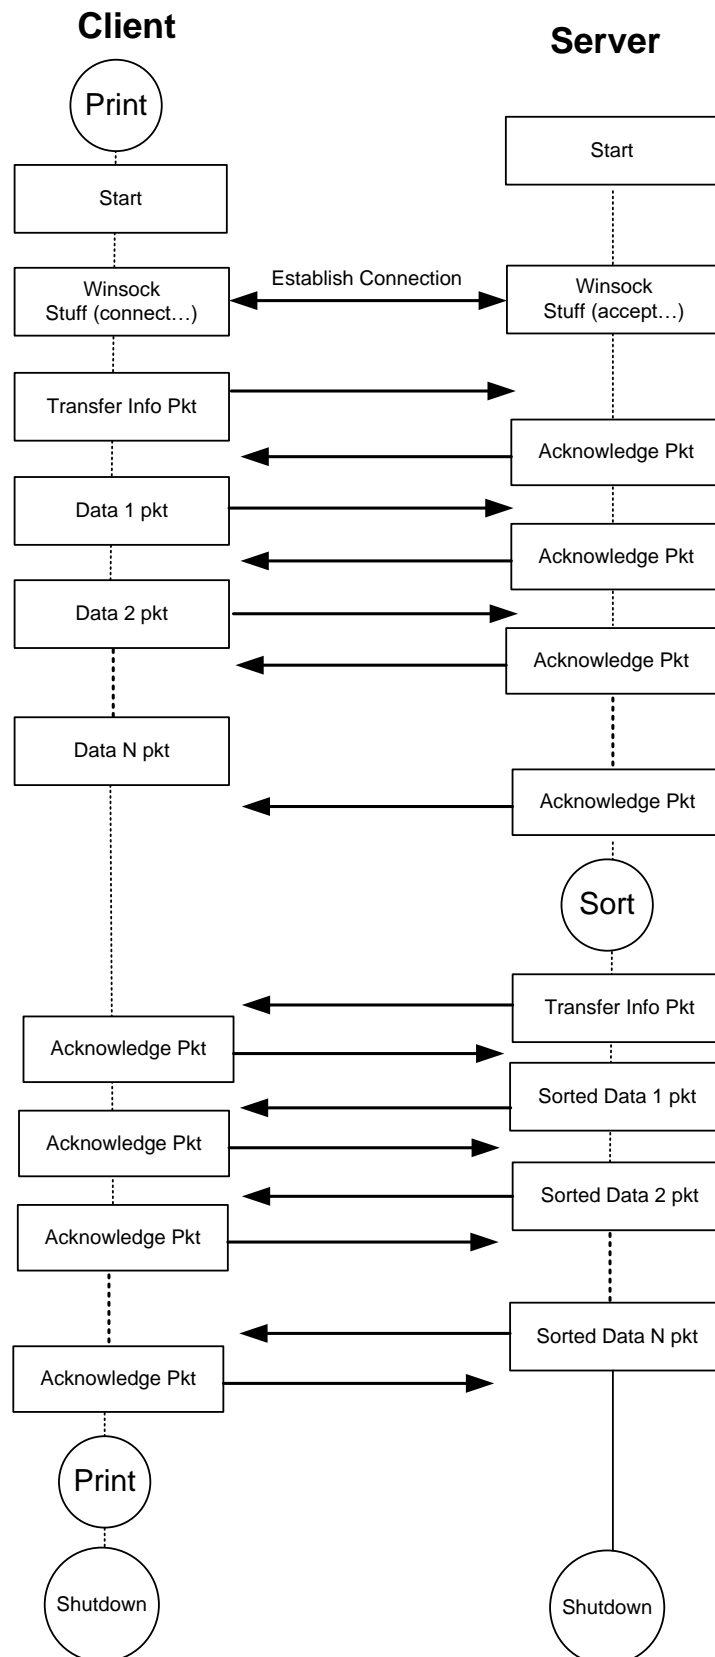 Client
Server
Print
Start
Start
Establish Connection
Winsock
Stuff (connect…)
Winsock
Stuff (accept…)
Transfer Info Pkt
Acknowledge Pkt
Data 1 pkt
Acknowledge Pkt
Data 2 pkt
Acknowledge Pkt
Data N pkt
Acknowledge Pkt
Sort
Transfer Info Pkt
Acknowledge Pkt
Sorted Data 1 pkt
Acknowledge Pkt
Sorted Data 2 pkt
Acknowledge Pkt
Sorted Data N pkt
Acknowledge Pkt
Print
Shutdown
Shutdown